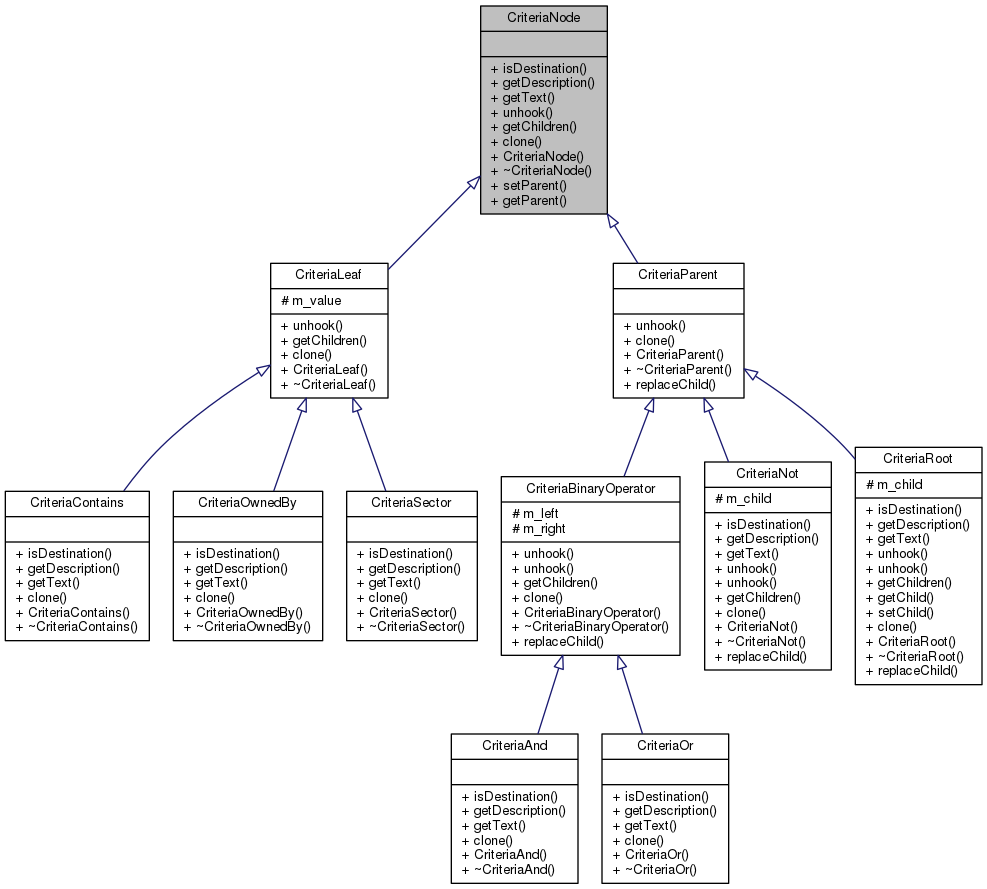 CriteriaNode
+ isDestination()
+ getDescription()
+ getText()
+ unhook()
+ getChildren()
+ clone()
+ CriteriaNode()
+ ~CriteriaNode()
+ setParent()
+ getParent()
CriteriaLeaf
# m_value
+ unhook()
+ getChildren()
+ clone()
+ CriteriaLeaf()
+ ~CriteriaLeaf()
CriteriaParent
+ unhook()
+ clone()
+ CriteriaParent()
+ ~CriteriaParent()
+ replaceChild()
CriteriaContains
+ isDestination()
+ getDescription()
+ getText()
+ clone()
+ CriteriaContains()
+ ~CriteriaContains()
CriteriaOwnedBy
+ isDestination()
+ getDescription()
+ getText()
+ clone()
+ CriteriaOwnedBy()
+ ~CriteriaOwnedBy()
CriteriaSector
+ isDestination()
+ getDescription()
+ getText()
+ clone()
+ CriteriaSector()
+ ~CriteriaSector()
CriteriaBinaryOperator
# m_left
# m_right
+ unhook()
+ unhook()
+ getChildren()
+ clone()
+ CriteriaBinaryOperator()
+ ~CriteriaBinaryOperator()
+ replaceChild()
CriteriaNot
# m_child
+ isDestination()
+ getDescription()
+ getText()
+ unhook()
+ unhook()
+ getChildren()
+ clone()
+ CriteriaNot()
+ ~CriteriaNot()
+ replaceChild()
CriteriaRoot
# m_child
+ isDestination()
+ getDescription()
+ getText()
+ unhook()
+ unhook()
+ getChildren()
+ getChild()
+ setChild()
+ clone()
+ CriteriaRoot()
+ ~CriteriaRoot()
+ replaceChild()
CriteriaAnd
+ isDestination()
+ getDescription()
+ getText()
+ clone()
+ CriteriaAnd()
+ ~CriteriaAnd()
CriteriaOr
+ isDestination()
+ getDescription()
+ getText()
+ clone()
+ CriteriaOr()
+ ~CriteriaOr()